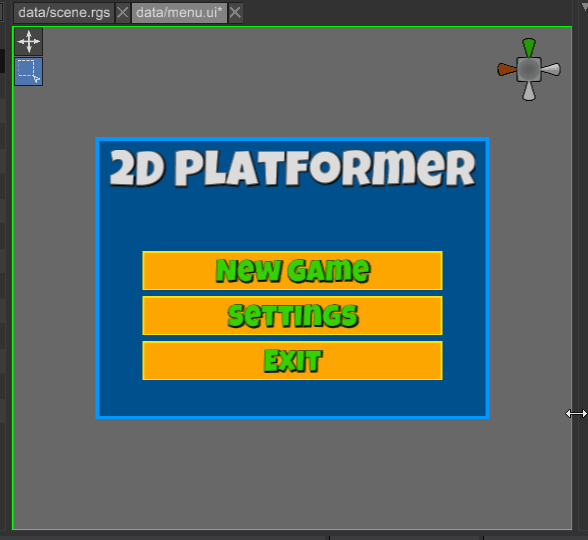 data/scene.rgs data/menu.ui*
2D Platformer
New Game
Settings
Exit